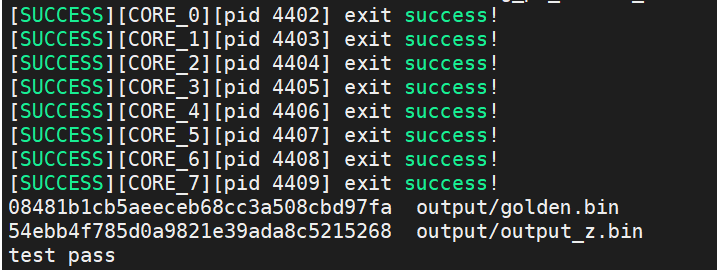 [SUCCESS][CORE_0][pid 4402] exit success!
[SUCCESS][CORE_1][pid 4403] exit success!
[SUCCESS][CORE_2][pid 4404] exit success!
[SUCCESS][CORE_3][pid 4405] exit success!
[SUCCESS][CORE_4][pid 4406] exit success!
[SUCCESS][CORE_5][pid 4407] exit success!
[SUCCESS][CORE_6][pid 4408] exit success!
[SUCCESS][CORE_7][pid 4409] exit success!
08481b1cb5aeeceb68cc3a508cbd97fa  output/golden.bin
54ebb4f785d0a9821e39ada8c5215268  output/output_z.bin
test pass